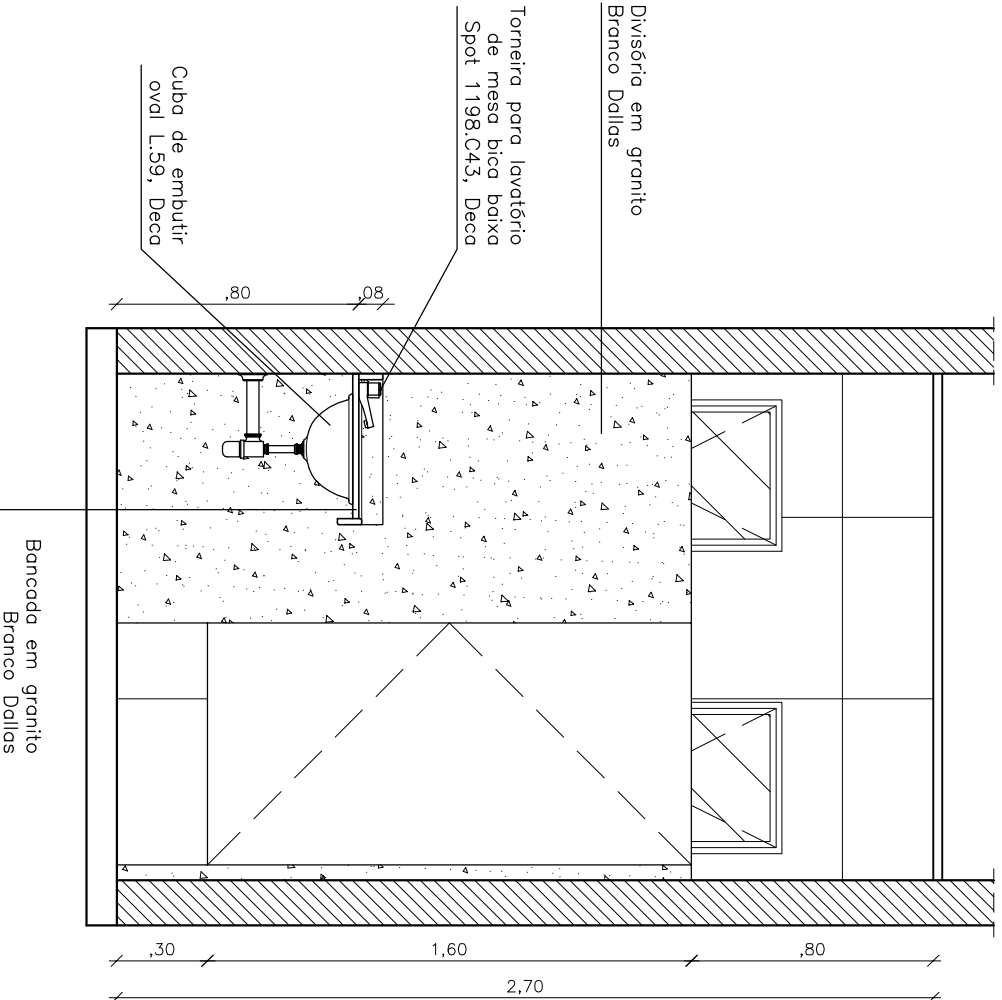 Divisória em granito
Branco Dallas
Torneira para lavatório
de mesa bica baixa
Spot 1198.C43, Deca
Cuba de embutir
oval L.59, Deca
,80
,08
Bancada em granito
Branco Dallas
,30
1,60
,80
2,70